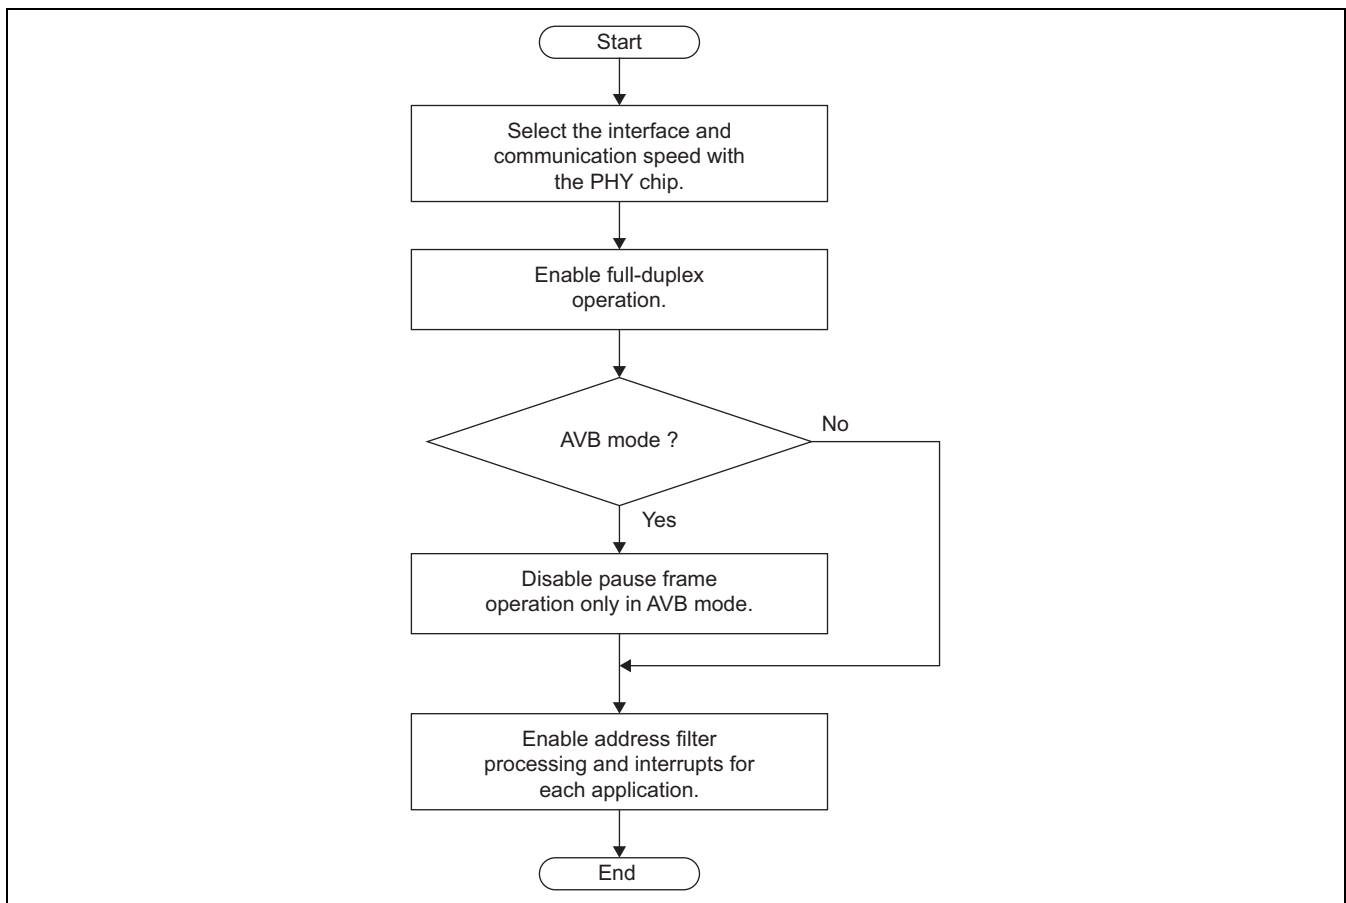 Start
Select the interface and
communication speed with
the PHY chip.
Enable full-duplex
operation.
AVB mode ?
No
Yes
Disable pause frame
operation only in AVB mode.
Enable address filter
processing and interrupts for
each application.
End